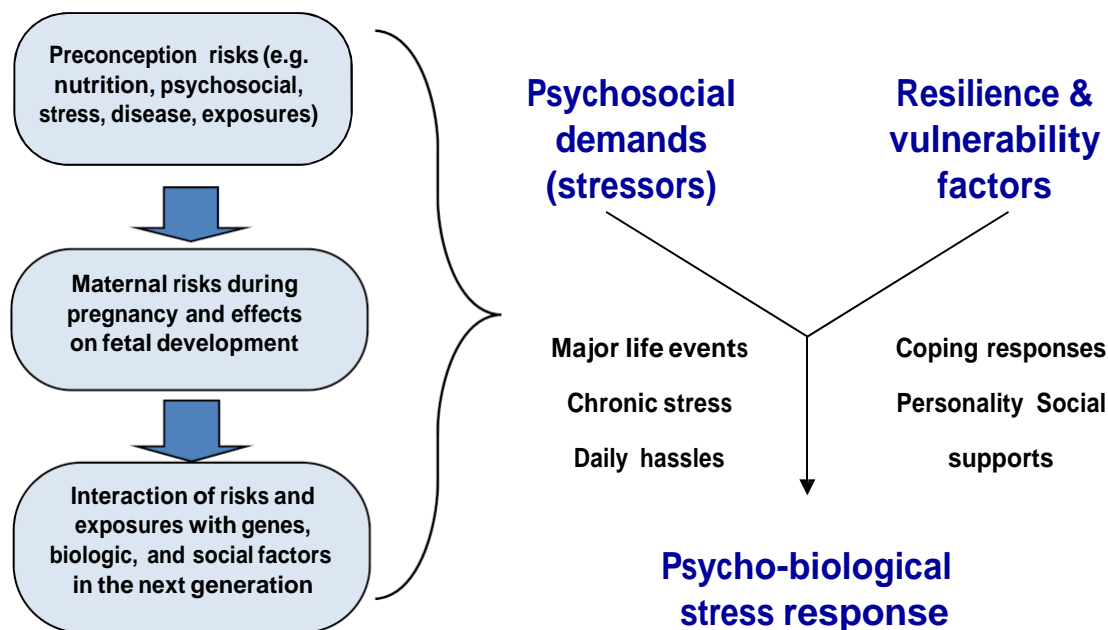 Preconception risks (e.g.
nutrition, psychosocial,
stress, disease, exposures)
Maternal risks during
pregnancy and effects
on fetal development
Interaction of risks and
exposures with genes,
biologic, and social factors
in the next generation
Psychosocial
demands
(stressors)
Resilience &
vulnerability
factors
Major life events
Chronic stress
Daily hassles
Coping responses
Personality Social
supports
Psycho-biological
stress response